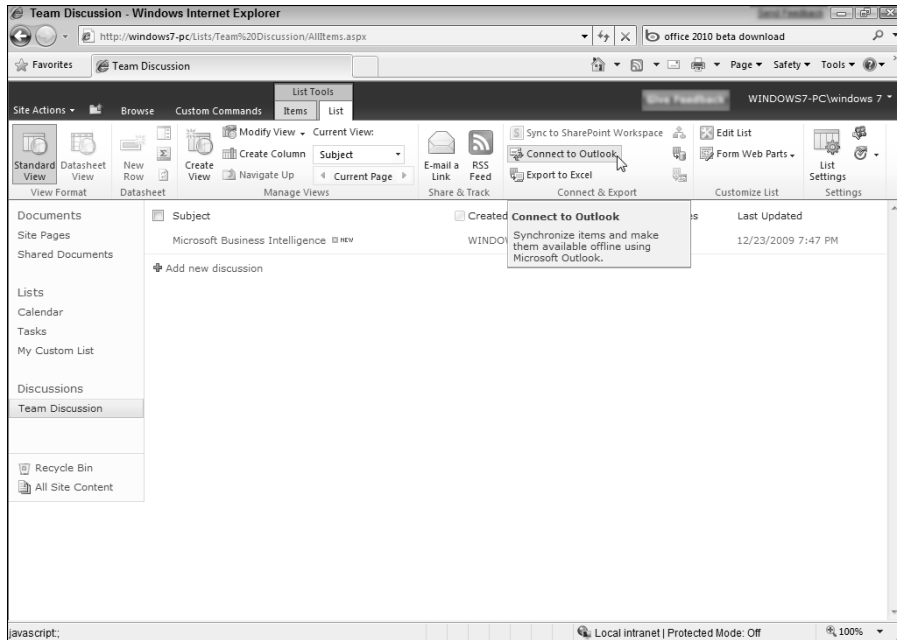 Team Discussion - Windows Internet Explorer
http://windows7-pc/Lists/Team%20Discussion/AllItems.aspx
office 2010 beta download
Favorites
Team Discussion
Page
Safety
Tools
List Tools
Site Actions
Browse
Custom Commands
Items
List
WINDOWS7-PC\windows 7
Standard View
Datasheet View
View Format
New Row
Datasheet
Create View
Modify View
Create Column
Navigate Up
Current View:
Subject
Current Page
Manage Views
E-mail a Link
RSS Feed
Share & Track
Sync to SharePoint Workspace
Connect to Outlook
Export to Excel
Connect & Export
Edit List
Form Web Parts
Customize List
List Settings
Settings
Documents
Site Pages
Shared Documents
Lists
Calendar
Tasks
My Custom List
Discussions
Team Discussion
Recycle Bin
All Site Content
Subject
Created
Last Updated
Microsoft Business Intelligence NEW
12/23/2009 7:47 PM
Add new discussion
Connect to Outlook
Synchronize items and make
them available offline using
Microsoft Outlook.
javascript:;
Local intranet | Protected Mode: Off
100%